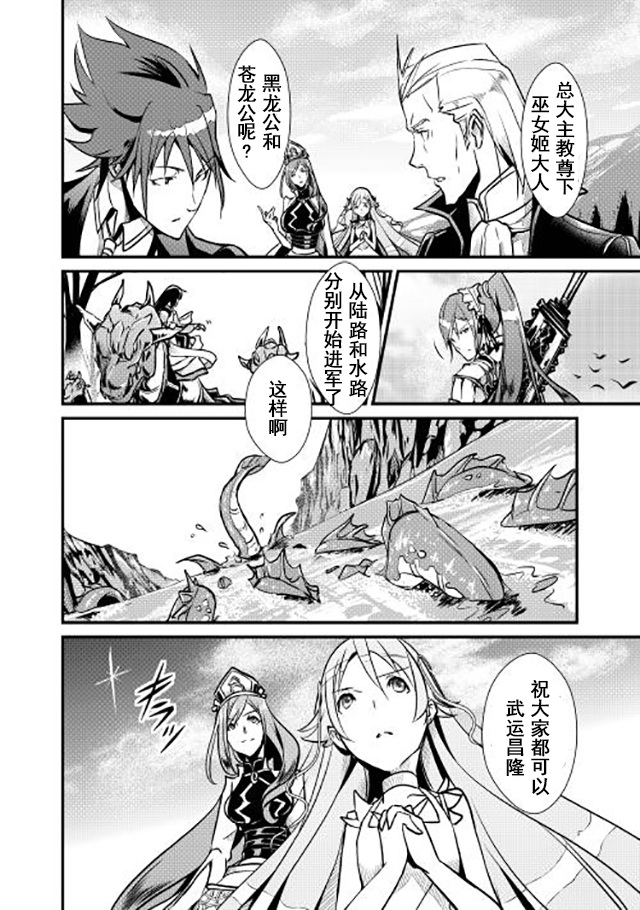 总大主教尊下
巫女姬大人
黑龙公和
苍龙公呢？
从陆路和水路
分别开始进军了
这样啊
祝大家都可以
武运昌隆